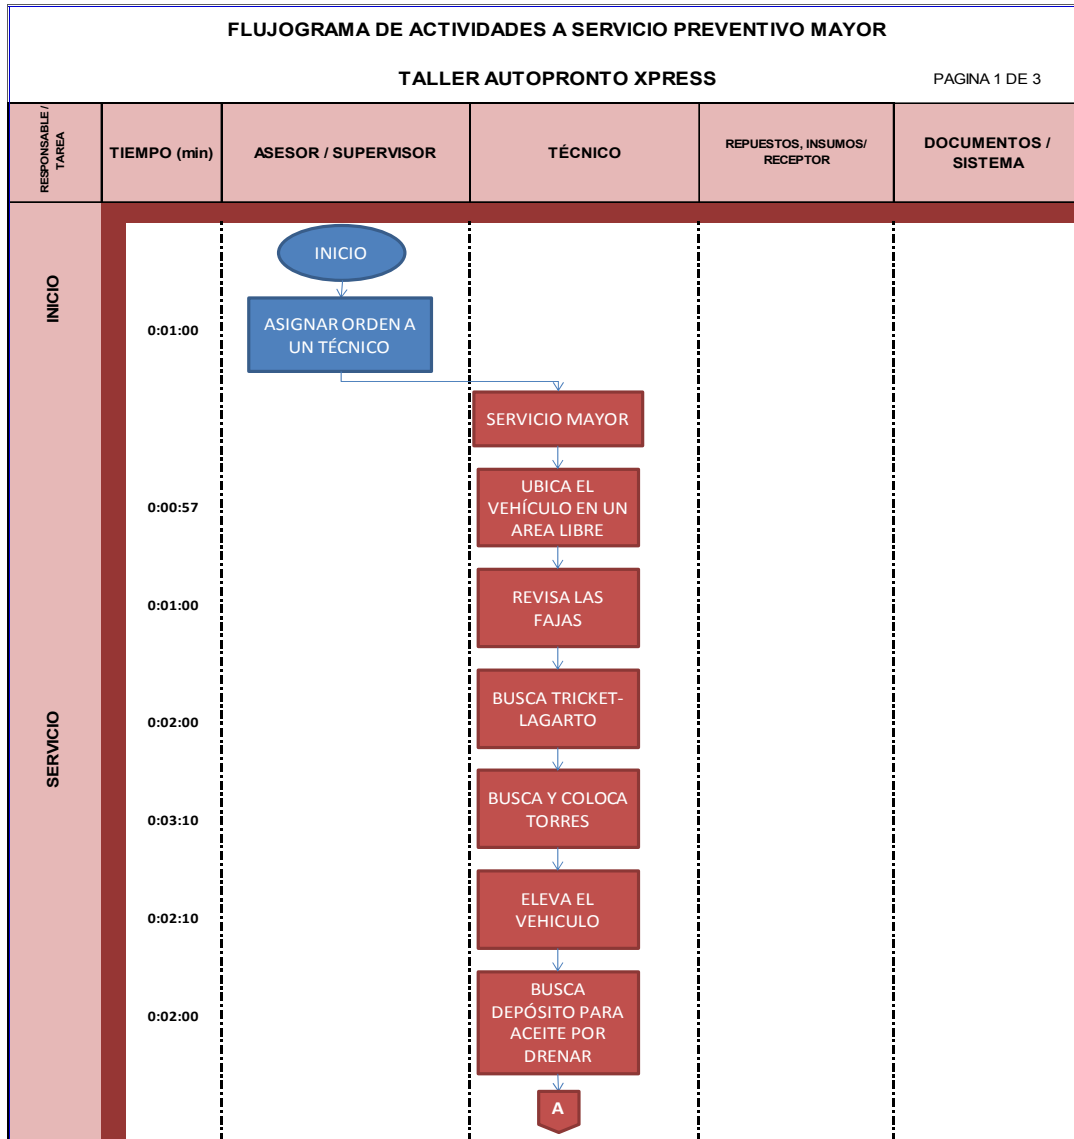 FLUJOGRAMA DE ACTIVIDADES A SERVICIO PREVENTIVO MAYOR
TALLER AUTOPRONTO XPRESS
PAGINA 1 DE 3
RESPONSABLE /
TAREA
TIEMPO (min)
ASESOR / SUPERVISOR
TÉCNICO
REPUESTOS, INSUMOS/
RECEPTOR
DOCUMENTOS /
SISTEMA
INICIO
INICIO
0:01:00
ASIGNAR ORDEN A
UN TÉCNICO
SERVICIO MAYOR
SERVICIO
0:00:57
UBICA EL
VEHÍCULO EN UN
AREA LIBRE
0:01:00
REVISA LAS
FAJAS
0:02:00
BUSCA TRICKET-
LAGARTO
0:03:10
BUSCA Y COLOCA
TORRES
0:02:10
ELEVA EL
VEHICULO
0:02:00
BUSCA
DEPÓSITO PARA
ACEITE POR
DRENAR
A